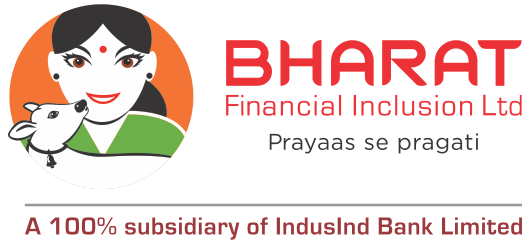 BHARAT
Financial Inclusion Ltd
Prayaas se pragati
A 100% subsidiary of IndusInd Bank Limited